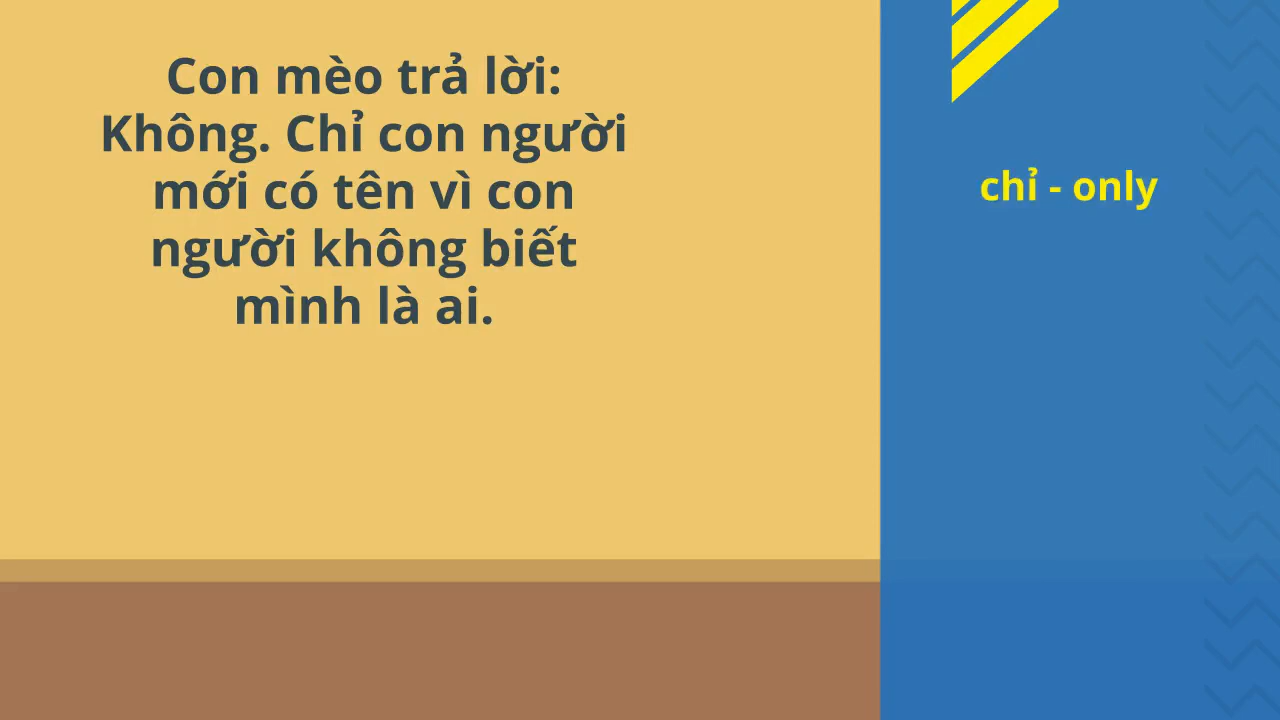 Con mèo trả lời:
Không. Chỉ con người
mới có tên vì con
người không biết
mình là ai.
chỉ - only